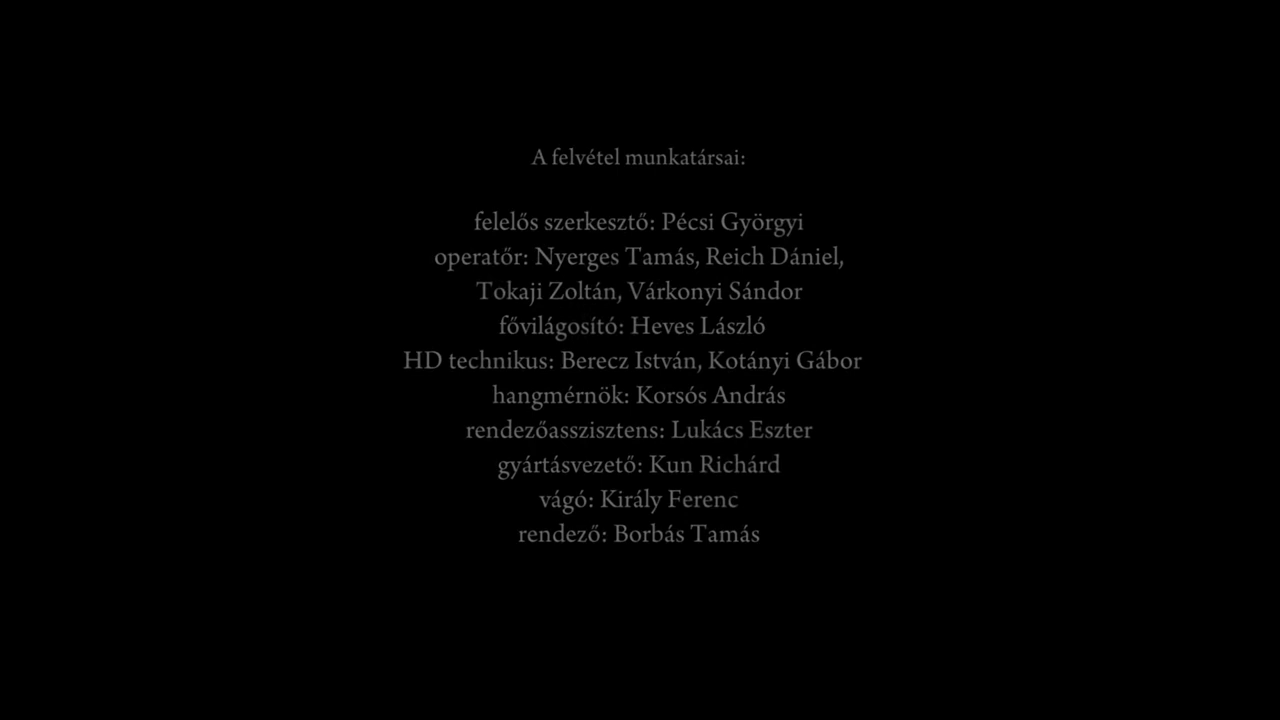 A felvétel munkatársai:
felelős szerkesztő: Pécsi Györgyi
operatőr: Nyerges Tamás, Reich Dániel,
Tokaji Zoltán, Várkonyi Sándor
fővilágosító: Heves László
HD technikus: Berecz István, Kotányi Gábor
hangmérnök: Korsós András
rendezőasszisztens: Lukács Eszter
gyártásvezető: Kun Richárd
vágó: Király Ferenc
rendező: Borbás Tamás